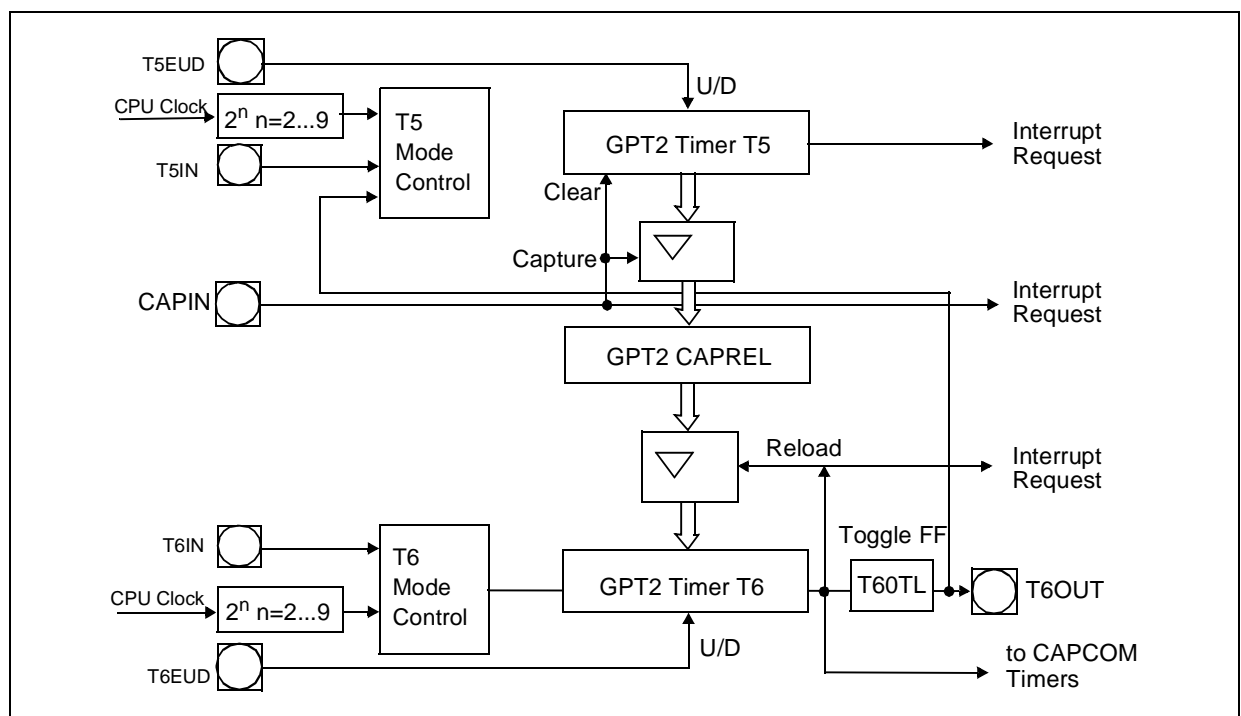 T5EUD
U/D
CPU Clock
2ⁿ n=2...9
T5
Mode
Control
GPT2 Timer T5
Interrupt
Request
T5IN
Clear
Capture
CAPIN
Interrupt
Request
GPT2 CAPREL
Reload
Interrupt
Request
T6IN
T6
Mode
Control
Toggle FF
GPT2 Timer T6
T60TL
T6OUT
CPU Clock
2ⁿ n=2...9
U/D
T6EUD
to CAPCOM
Timers